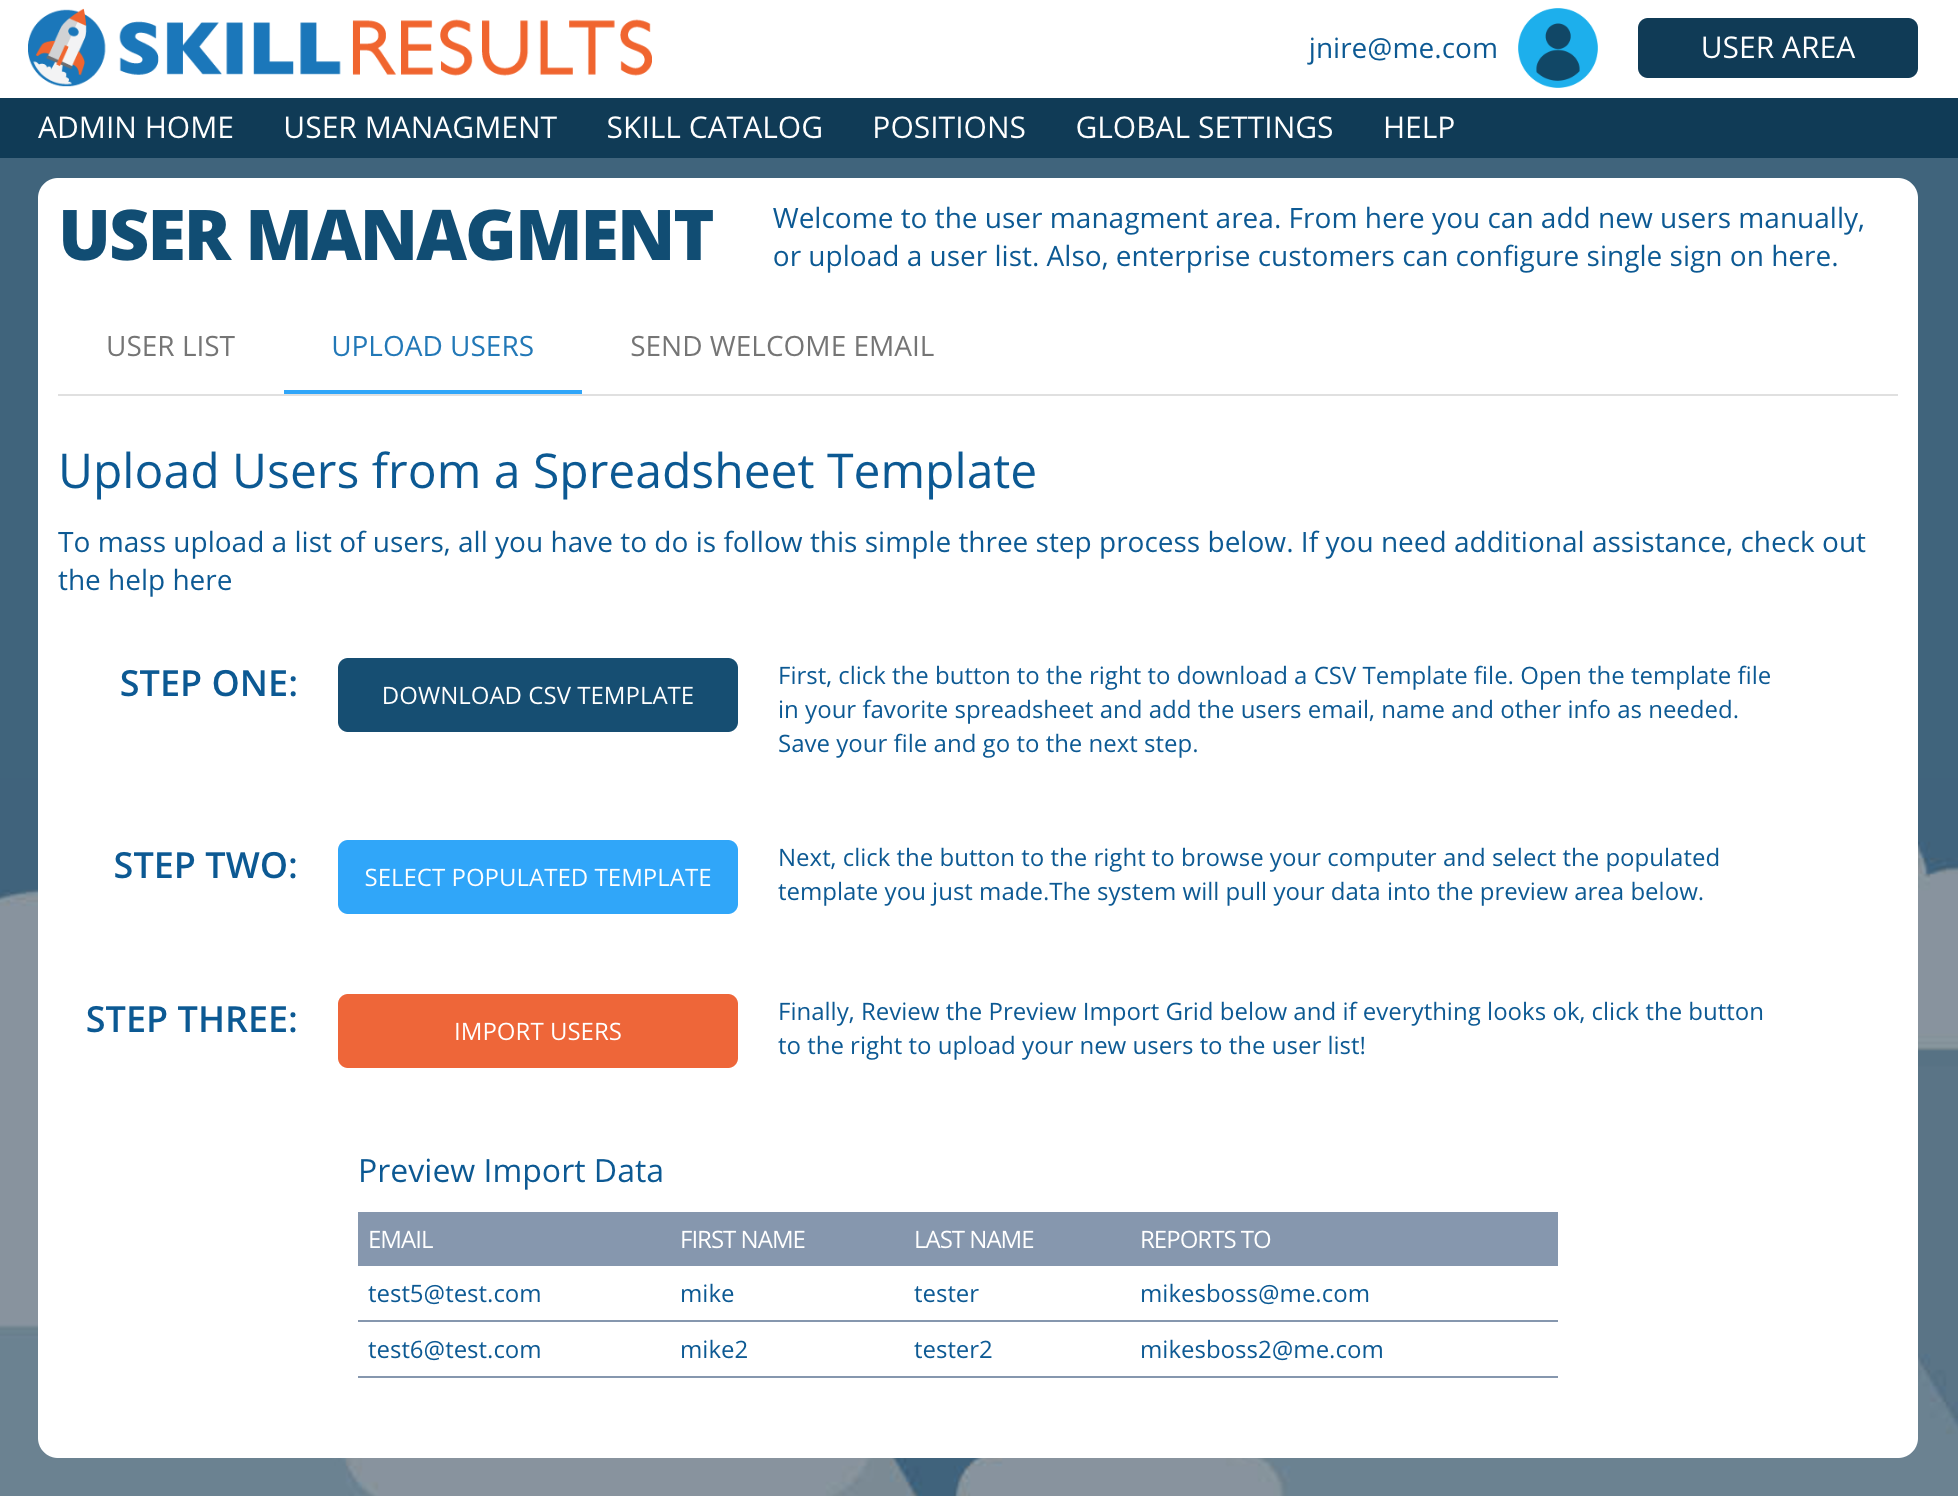 SKILLRESULTS
jnire@me.com
USER AREA
ADMIN HOME USER MANAGMENT SKILL CATALOG POSITIONS GLOBAL SETTINGS HELP
USER MANAGMENT
Welcome to the user managment area. From here you can add new users manually,
or upload a user list. Also, enterprise customers can configure single sign on here.
USER LIST UPLOAD USERS SEND WELCOME EMAIL
Upload Users from a Spreadsheet Template
To mass upload a list of users, all you have to do is follow this simple three step process below. If you need additional assistance, check out
the help here
STEP ONE:
DOWNLOAD CSV TEMPLATE
First, click the button to the right to download a CSV Template file. Open the template file
in your favorite spreadsheet and add the users email, name and other info as needed.
Save your file and go to the next step.
STEP TWO:
SELECT POPULATED TEMPLATE
Next, click the button to the right to browse your computer and select the populated
template you just made.The system will pull your data into the preview area below.
STEP THREE:
IMPORT USERS
Finally, Review the Preview Import Grid below and if everything looks ok, click the button
to the right to upload your new users to the user list!
Preview Import Data
EMAIL FIRST NAME LAST NAME REPORTS TO
test5@test.com mike tester mikesboss@me.com
test6@test.com mike2 tester2 mikesboss2@me.com